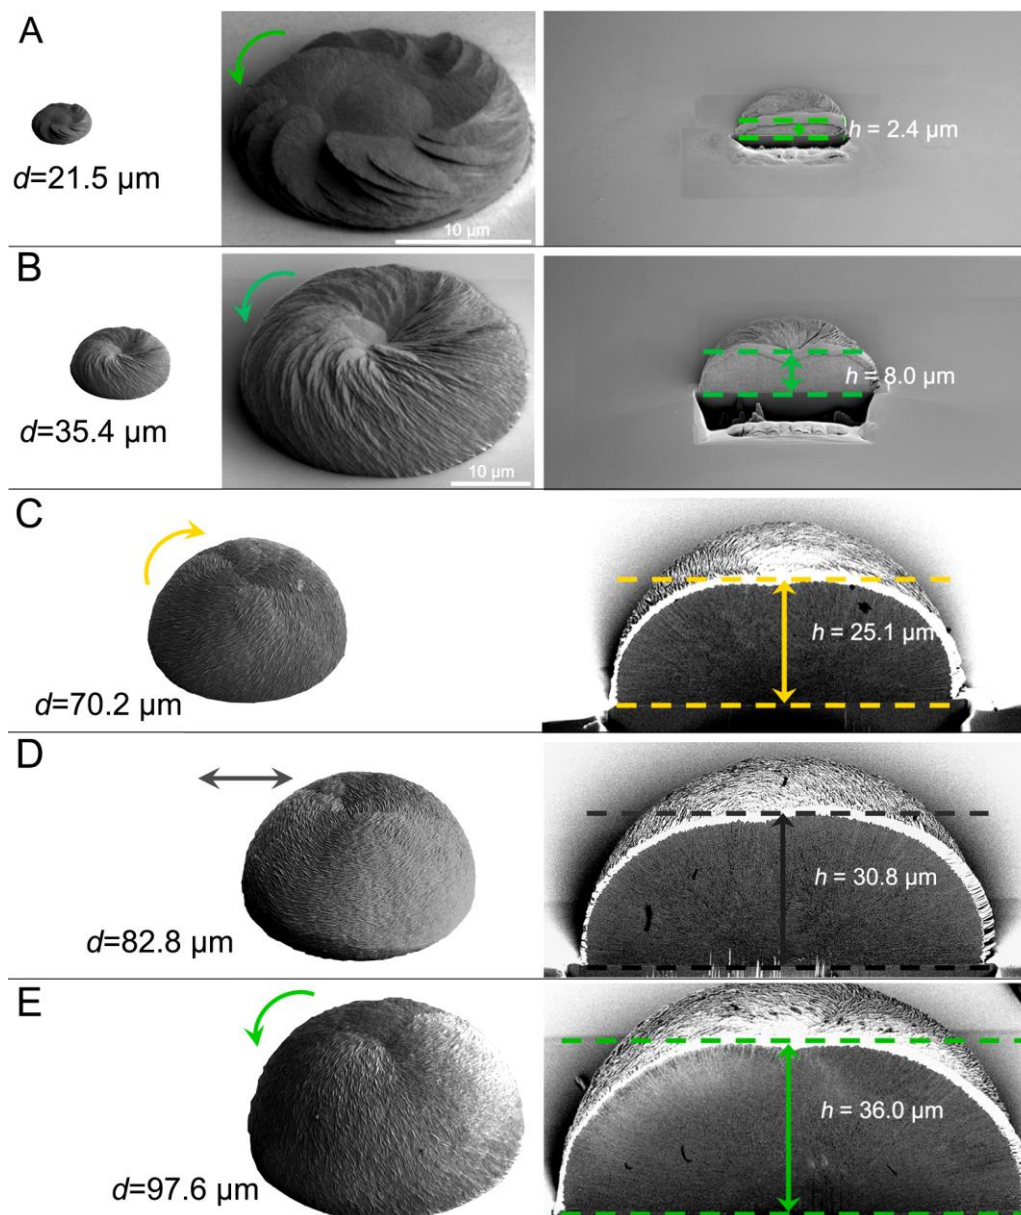 A
d=21.5 µm
10 µm
h = 2.4 µm
B
d=35.4 µm
10 µm
h = 8.0 µm
C
d=70.2 µm
h = 25.1 µm
D
d=82.8 µm
h = 30.8 µm
E
d=97.6 µm
h = 36.0 µm